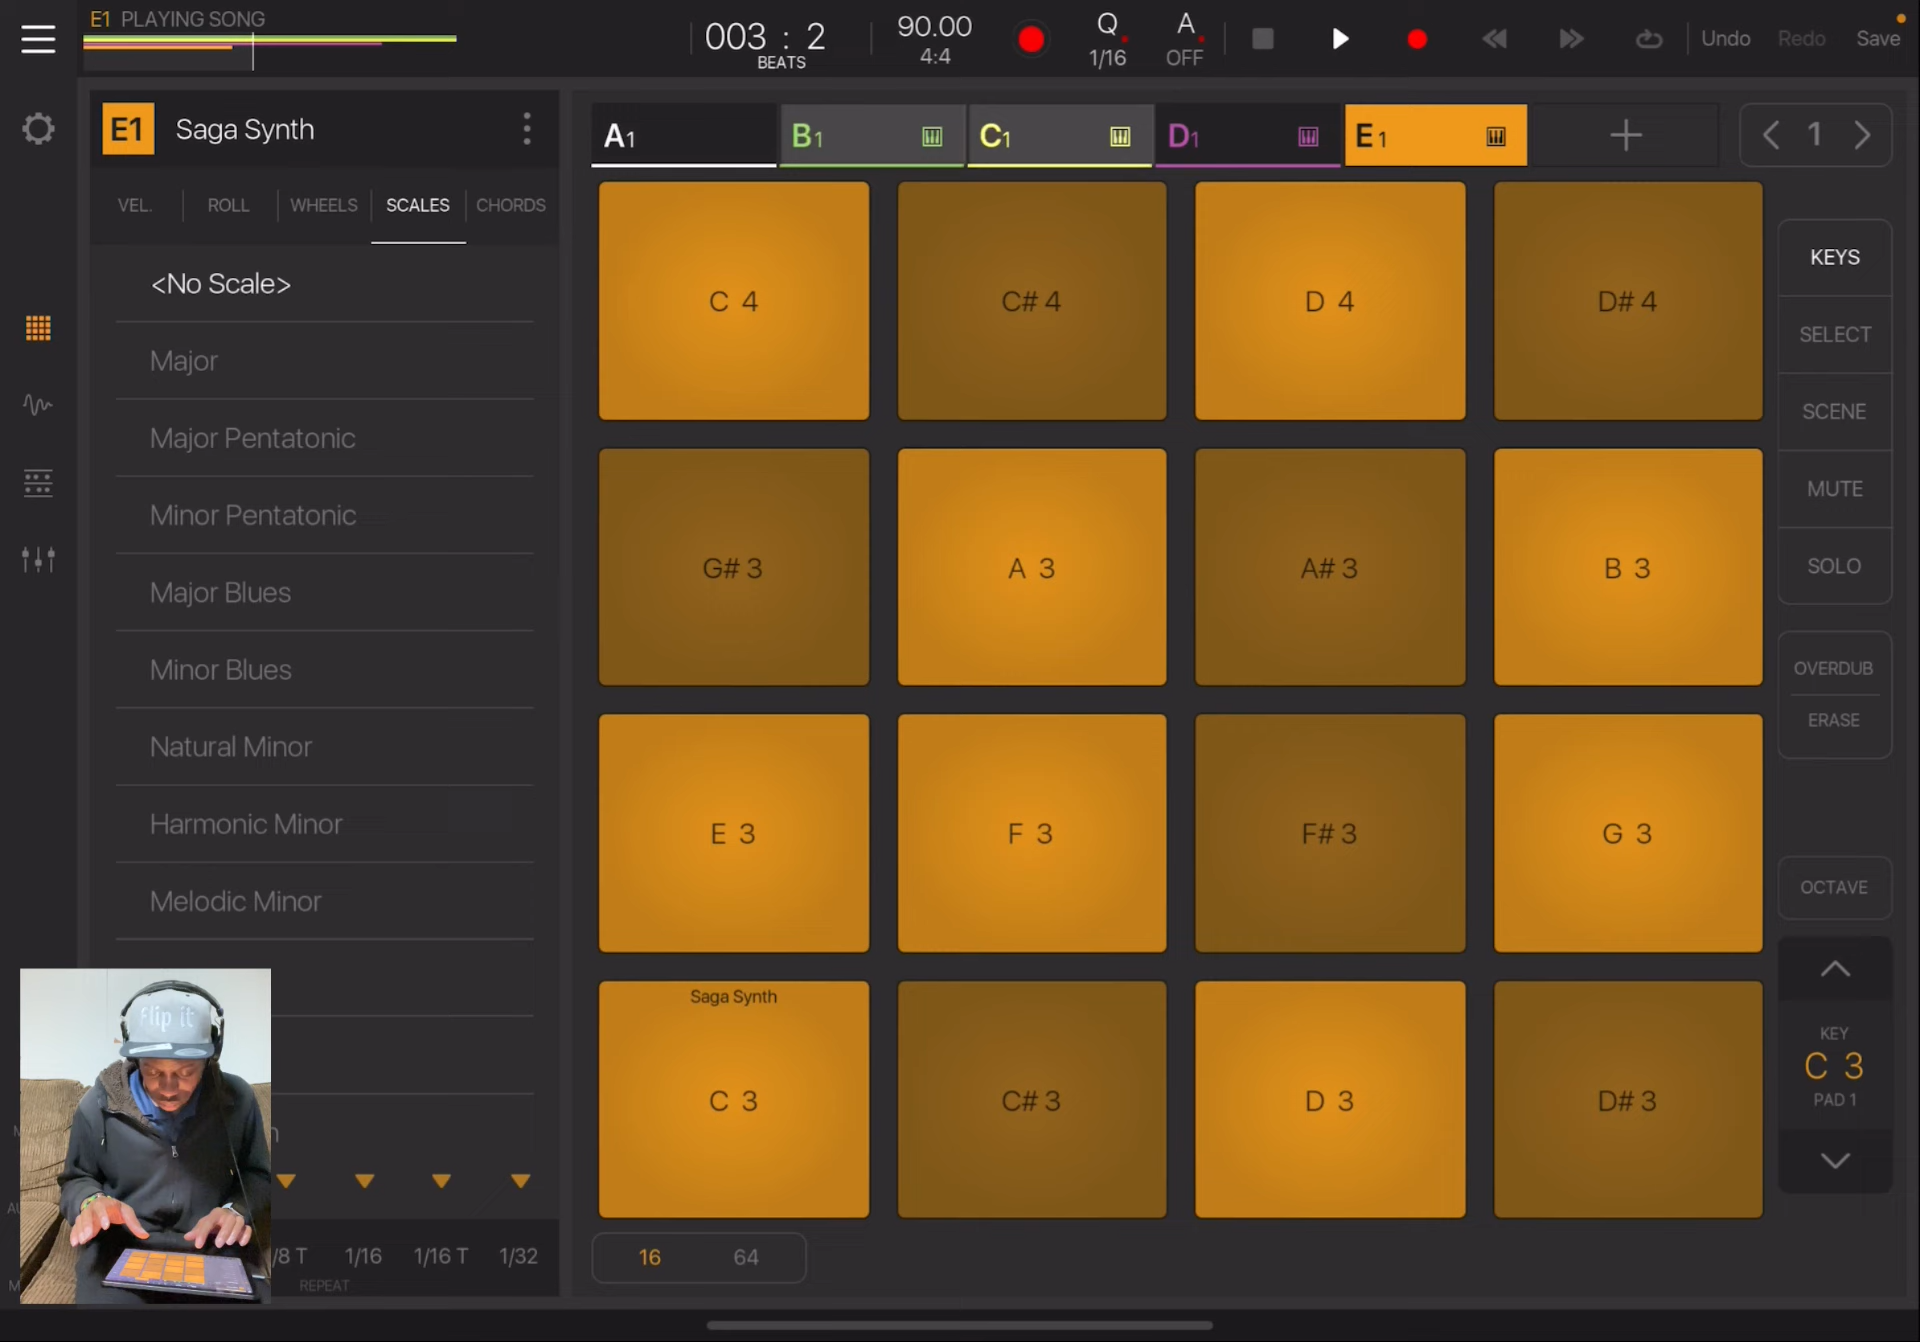 E1 PLAYING SONG
003 : 2
BEATS
90.00
4:4
Q
1/16
A
OFF
Undo
Redo
Save
E1
Saga Synth
VEL.
ROLL
WHEELS
SCALES
CHORDS
<No Scale>
Major
Major Pentatonic
Minor Pentatonic
Major Blues
Minor Blues
Natural Minor
Harmonic Minor
Melodic Minor
Flip it
/8 T
1/16
1/16 T
1/32
REPEAT
A1
B1
C1
D1
E1
+
1
C 4
C# 4
D 4
D# 4
G# 3
A 3
A# 3
B 3
E 3
F 3
F# 3
G 3
Saga Synth
C 3
C# 3
D 3
D# 3
16
64
KEYS
SELECT
SCENE
MUTE
SOLO
OVERDUB
ERASE
OCTAVE
KEY
C 3
PAD 1